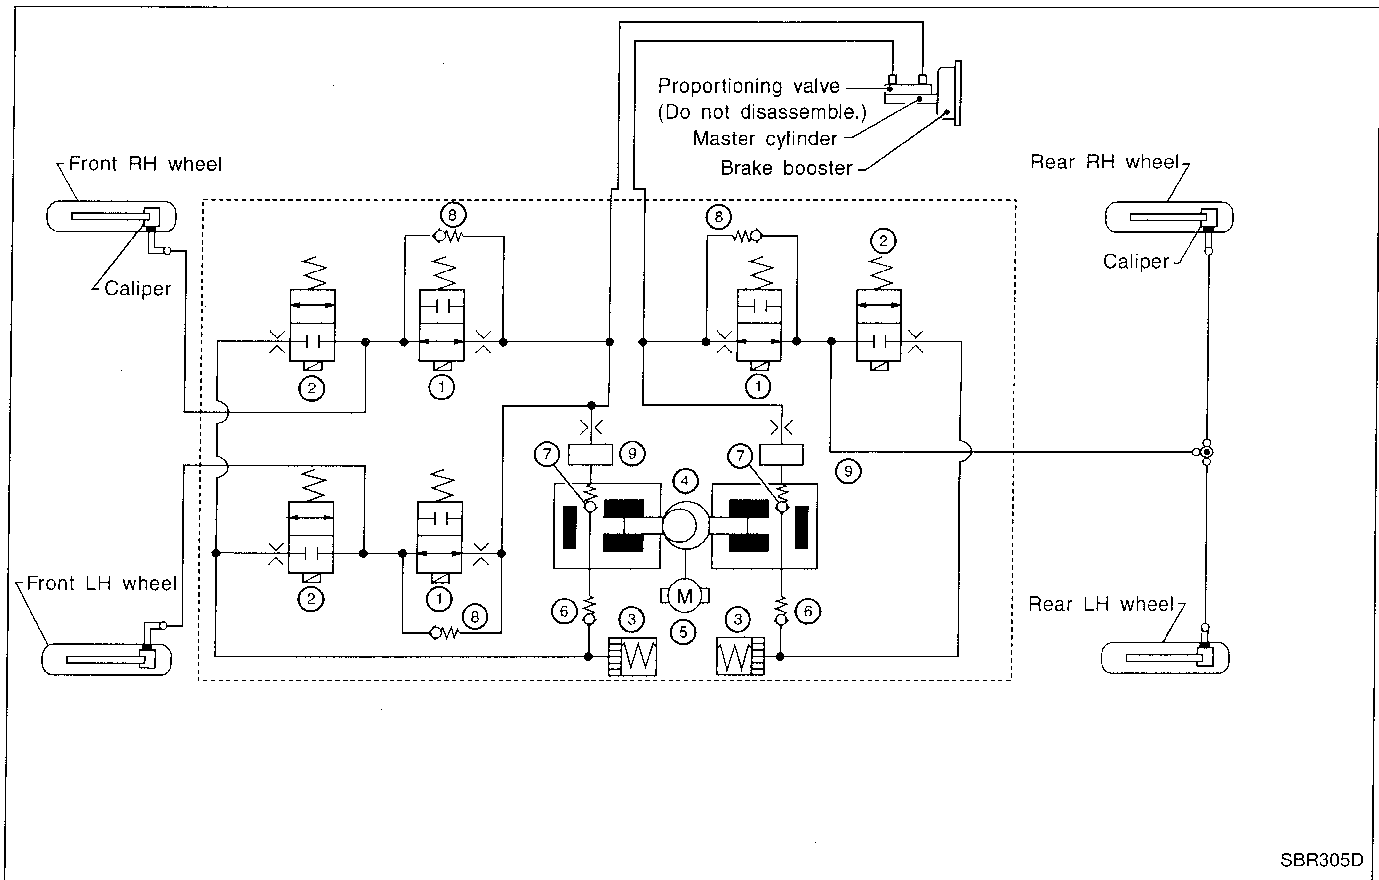 Proportioning valve
(Do not disassemble.)
Master cylinder
Brake booster
Front RH wheel
Rear RH wheel
8
8
2
Caliper
Caliper
2
1
1
7
9
7
4
9
Front LH wheel
2
1
8
6
3
M
5
3
6
Rear LH wheel
SBR305D